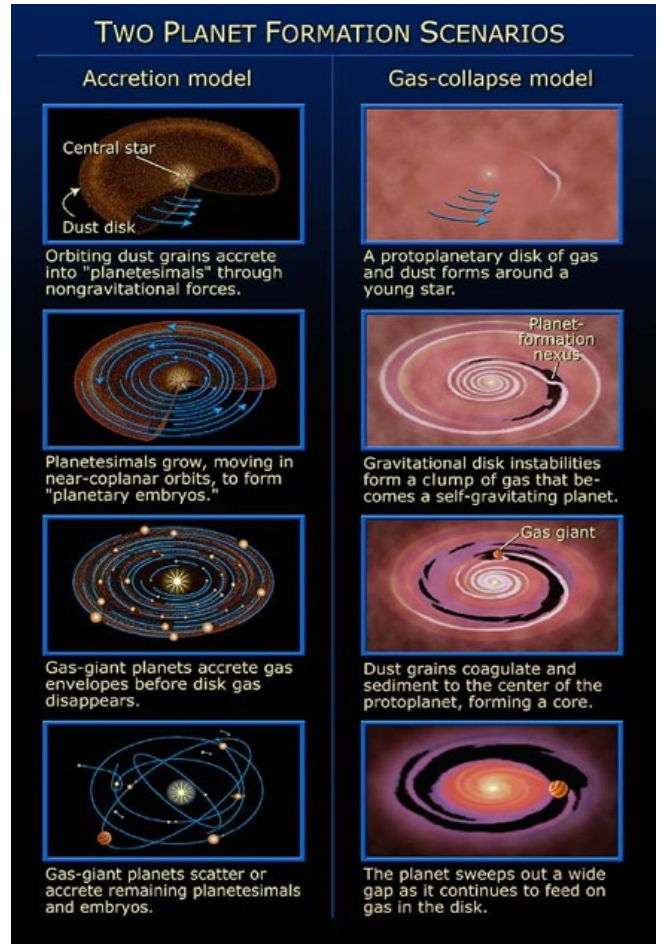 TWO PLANET FORMATION SCENARIOS
Accretion model
Central star
Dust disk
Orbiting dust grains accrete
into "planetesimals" through
nongravitational forces.
Planetesimals grow, moving in
near-coplanar orbits, to form
"planetary embryos."
Gas-giant planets accrete gas
envelopes before disk gas
disappears.
Gas-giant planets scatter or
accrete remaining planetesimals
and embryos.
Gas-collapse model
A protoplanetary disk of gas
and dust forms around a
young star.
Planet-
formation
nexus
Gravitational disk instabilities
form a clump of gas that be-
comes a self-gravitating planet.
Gas giant
Dust grains coagulate and
sediment to the center of the
protoplanet, forming a core.
The planet sweeps out a wide
gap as it continues to feed on
gas in the disk.